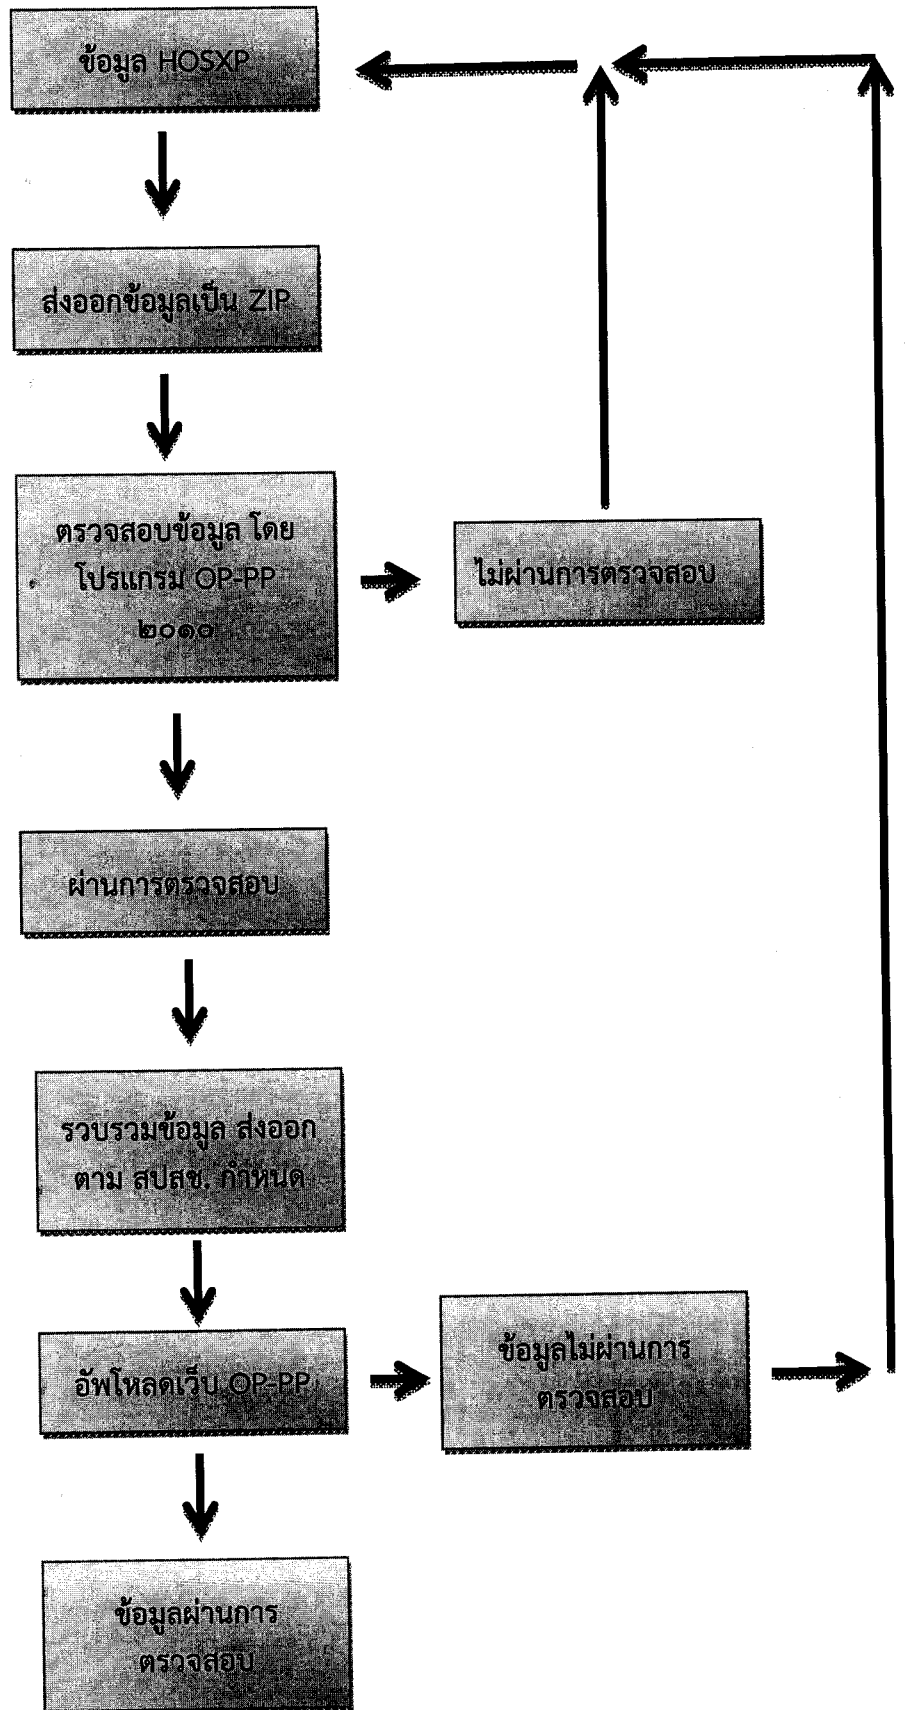 ข้อมูล HOSXP
ส่งออกข้อมูลเป็น ZIP
ตรวจสอบข้อมูล โดย
โปรแกรม OP-PP
๒๐๑๐
ไม่ผ่านการตรวจสอบ
ผ่านการตรวจสอบ
รวบรวมข้อมูล ส่งออก
ตาม สปสช. กำหนด
อัพโหลดเว็บ OP-PP
ข้อมูลไม่ผ่านการ
ตรวจสอบ
ข้อมูลผ่านการ
ตรวจสอบ